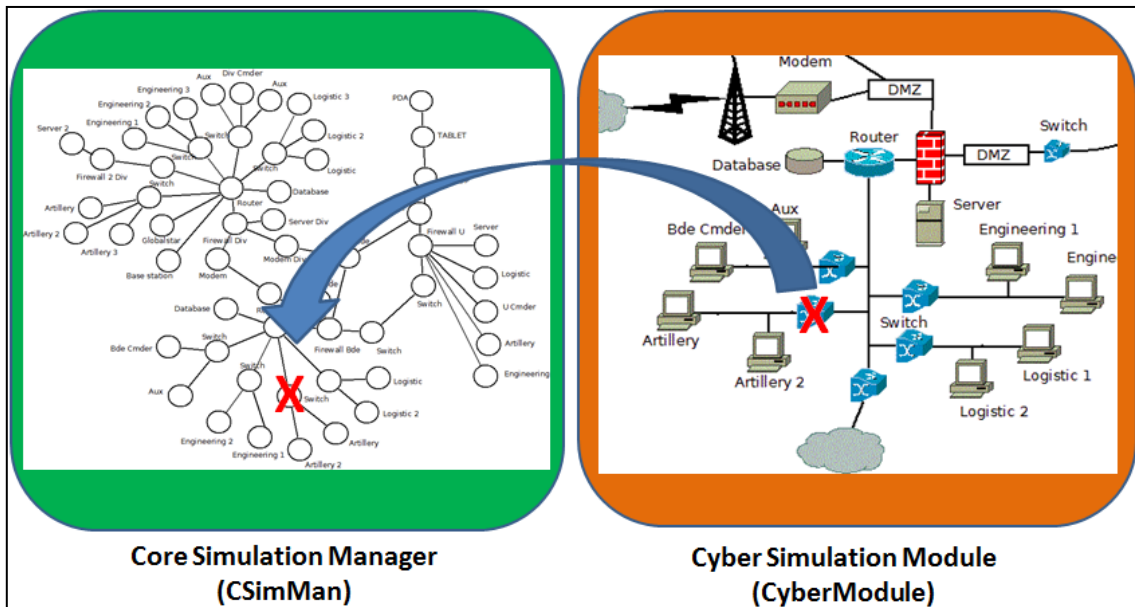 Aux
Div Cmder
Aux
Engineering 3
Logistic 3
Engineering 2
Engineering 1
Switch
Logistic 2
Server 2
Switch
Switch
Logistic
Firewall 2 Div
Switch
Database
Router
Artillery
Artillery 2
Artillery 3
Globalstar
Firewall Div
Server Div
Base station
Modem Div
Modem
PDA
TABLET
Firewall U
Server
Logistic
Switch
U Cmder
Artillery
Engineering
Database
Bde Cmder
Switch
Firewall Bde
Switch
Aux
Switch
X
Switch
Logistic
Logistic 2
Engineering 2
Engineering 1
Artillery
Artillery 2
Modem
DMZ
Database
Router
DMZ
Switch
Server
Aux
Bde Cmder
Engineering 1
Engine
X
Artillery
Artillery 2
Switch
Logistic 1
Logistic 2
Core Simulation Manager
(CSimMan)
Cyber Simulation Module
(CyberModule)